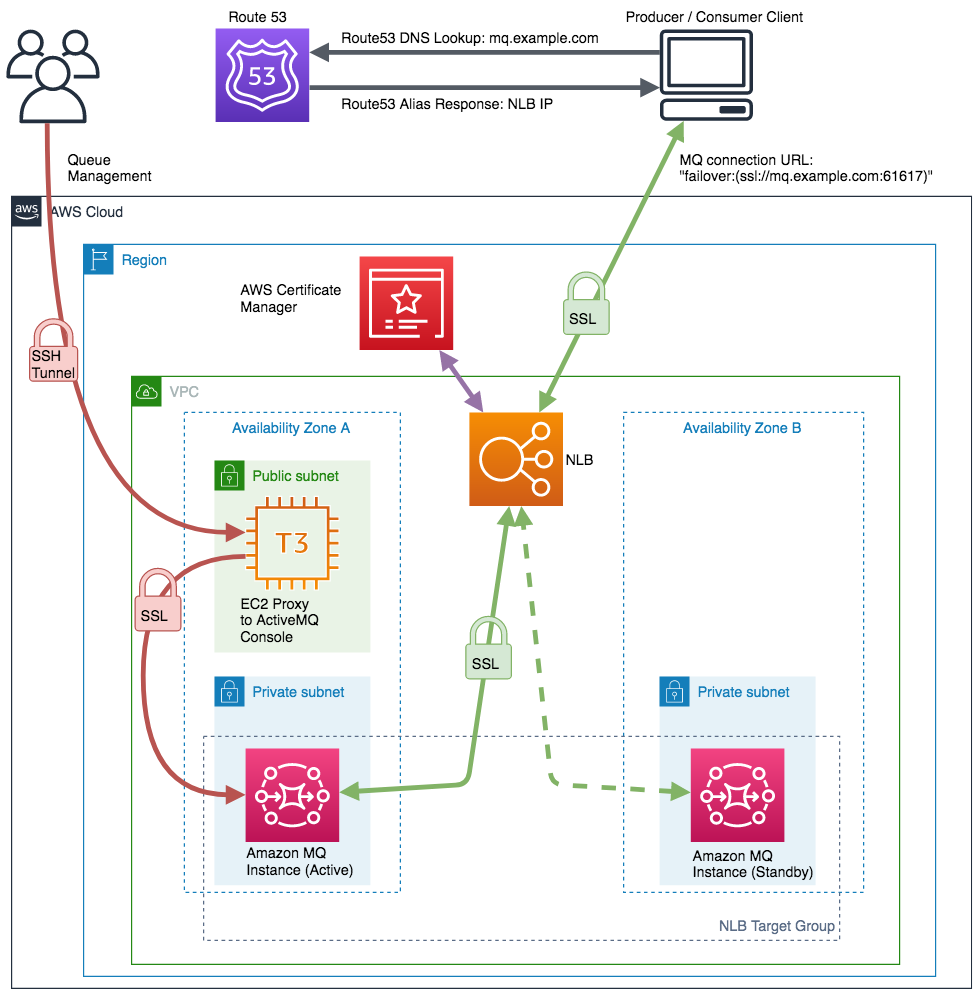 Route 53
Producer / Consumer Client
53
Route53 DNS Lookup: mq.example.com
Route53 Alias Response: NLB IP
Queue
Management
MQ connection URL:
"failover:(ssl://mq.example.com:61617)"
aws
AWS Cloud
Region
AWS Certificate
Manager
SSL
SSH
Tunnel
VPC
Availability Zone A
Availability Zone B
NLB
Public subnet
T3
EC2 Proxy
to ActiveMQ
Console
SSL
SSL
Private subnet
Private subnet
Amazon MQ
Instance (Active)
Amazon MQ
Instance (Standby)
NLB Target Group